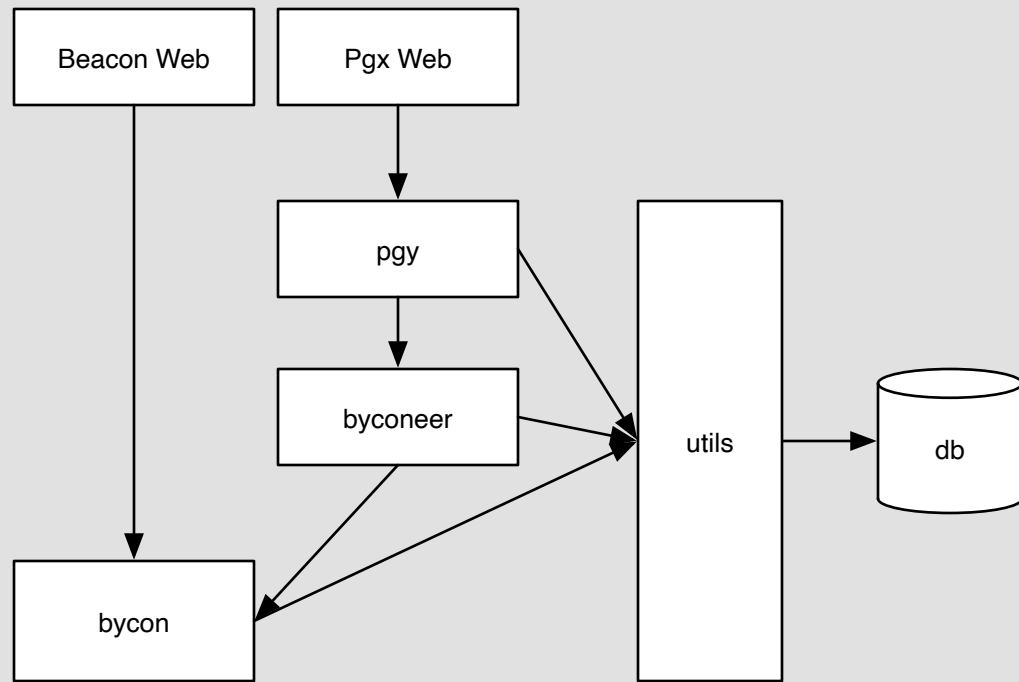 Beacon Web
Pgx Web
pgy
byconeer
utils
db
bycon